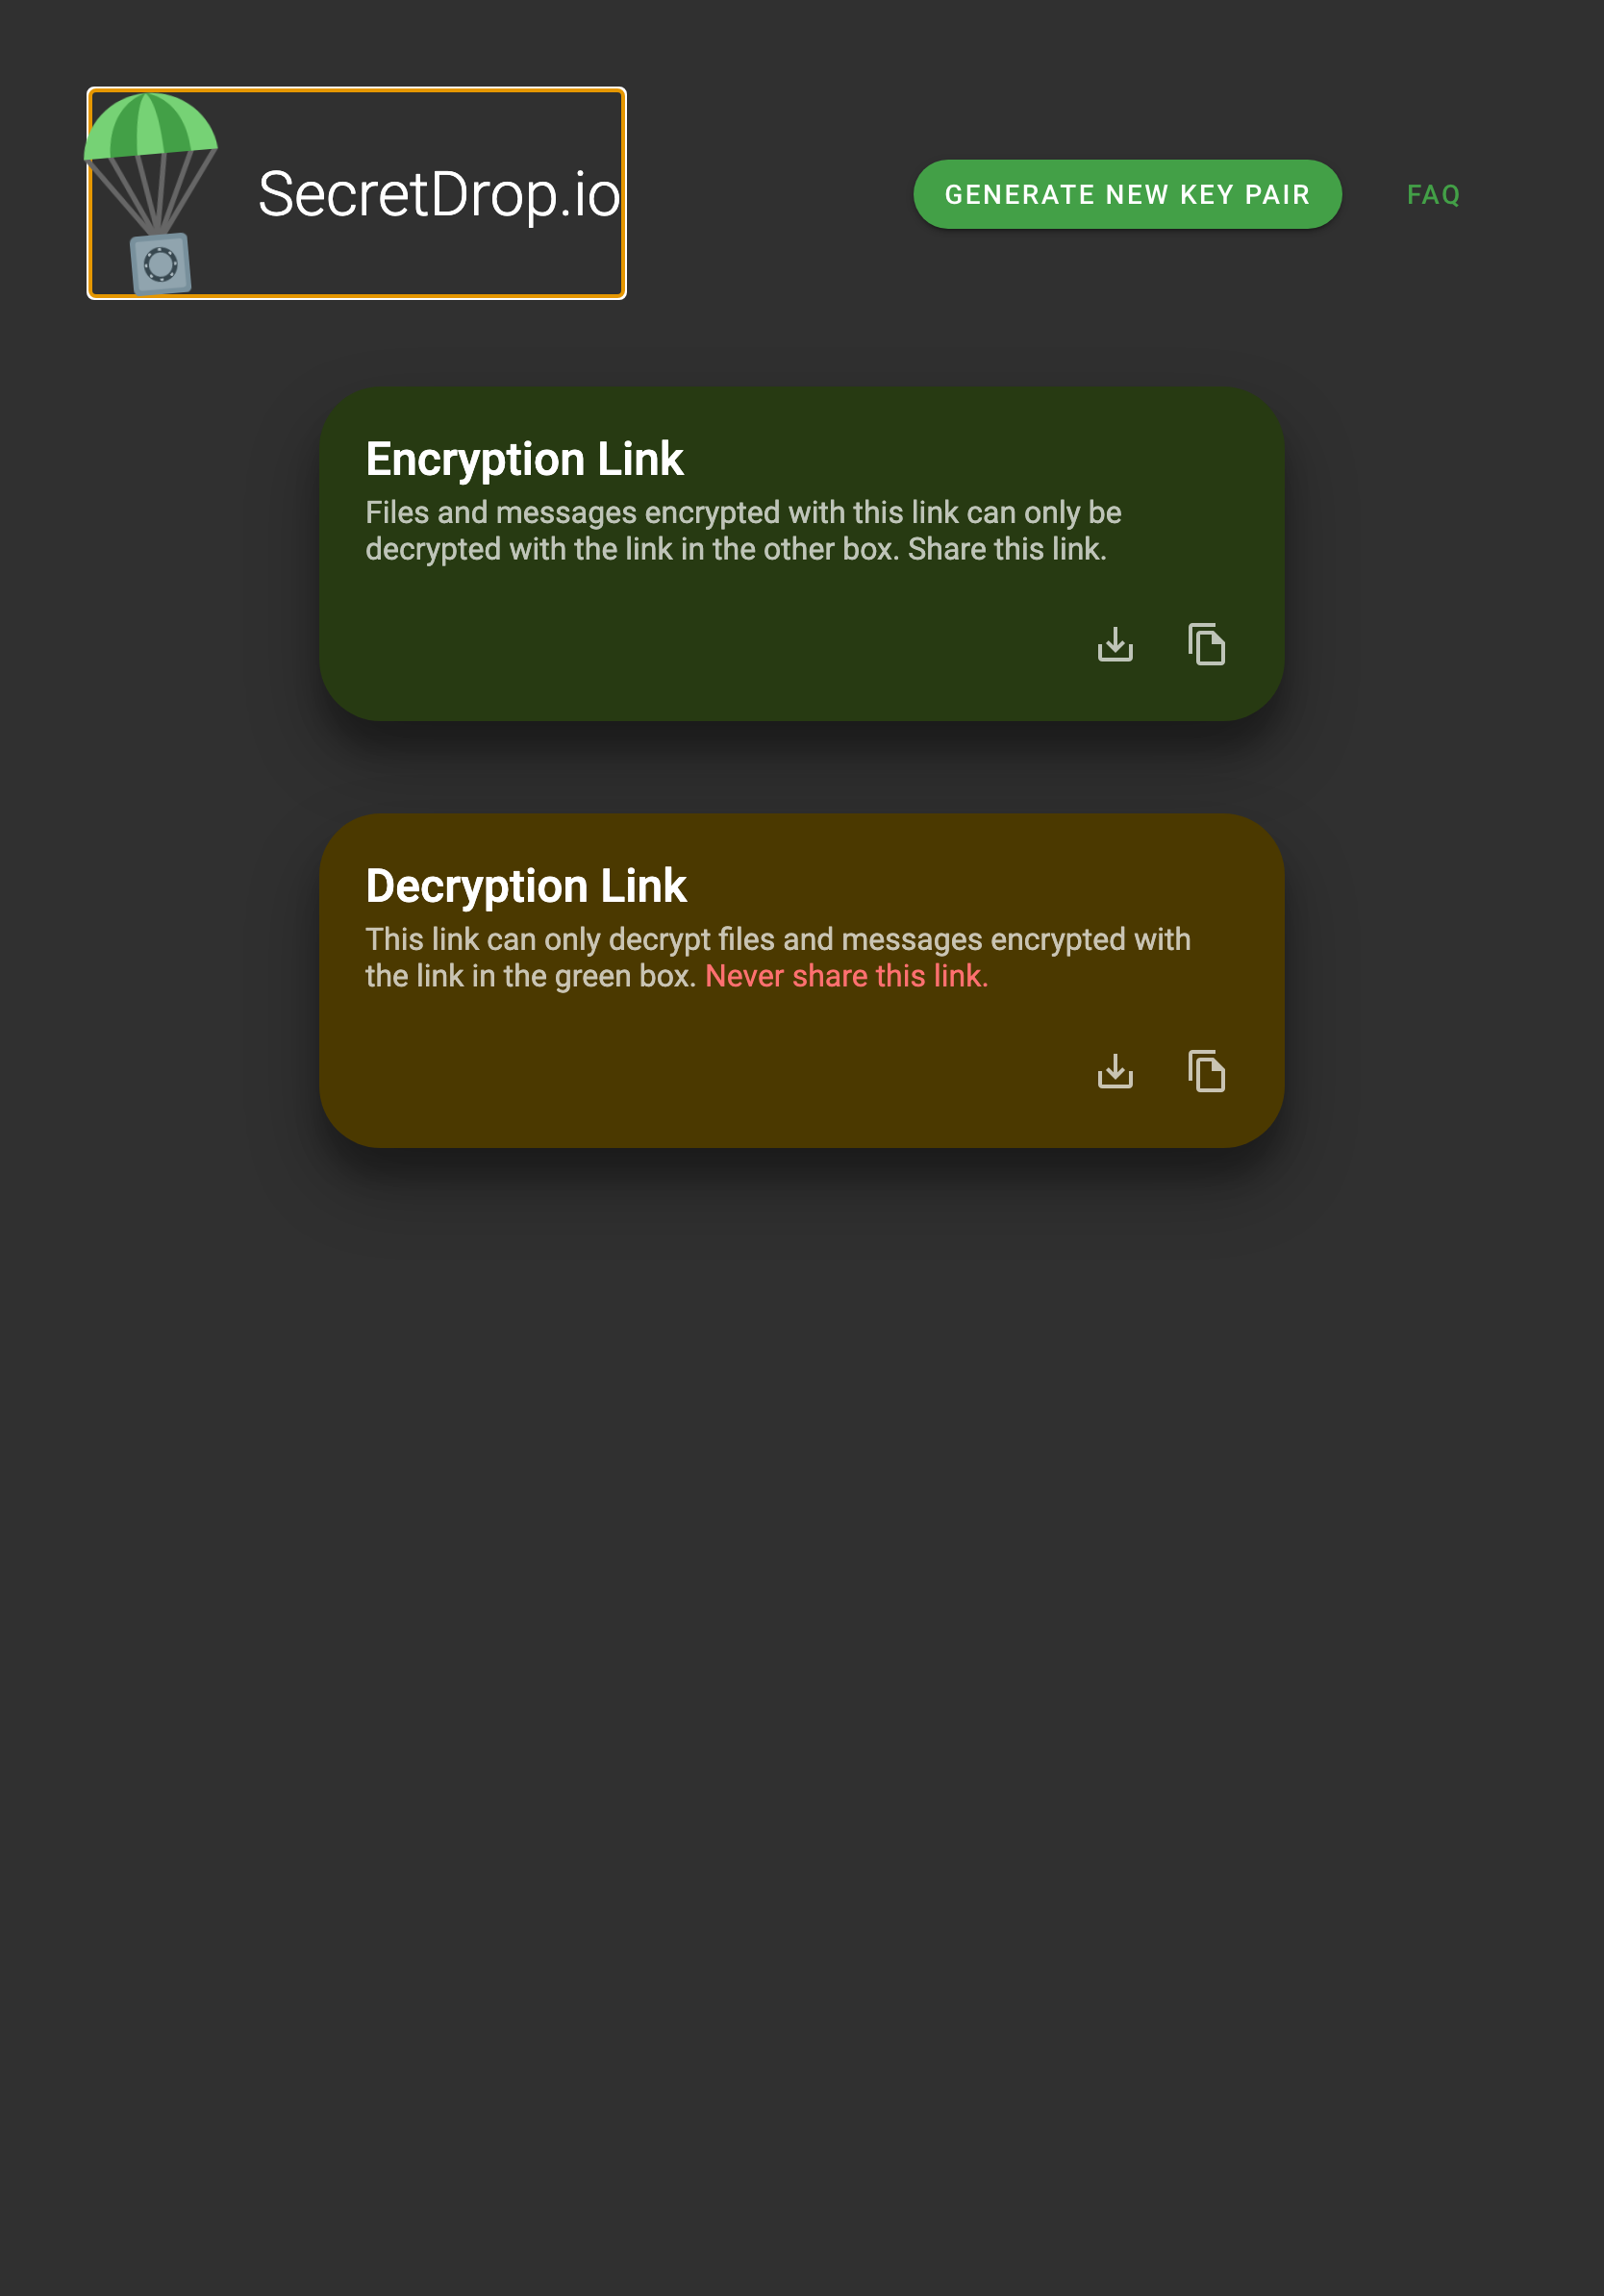 SecretDrop.io
GENERATE NEW KEY PAIR
FAQ
Encryption Link
Files and messages encrypted with this link can only be
decrypted with the link in the other box. Share this link.
Decryption Link
This link can only decrypt files and messages encrypted with
the link in the green box. Never share this link.